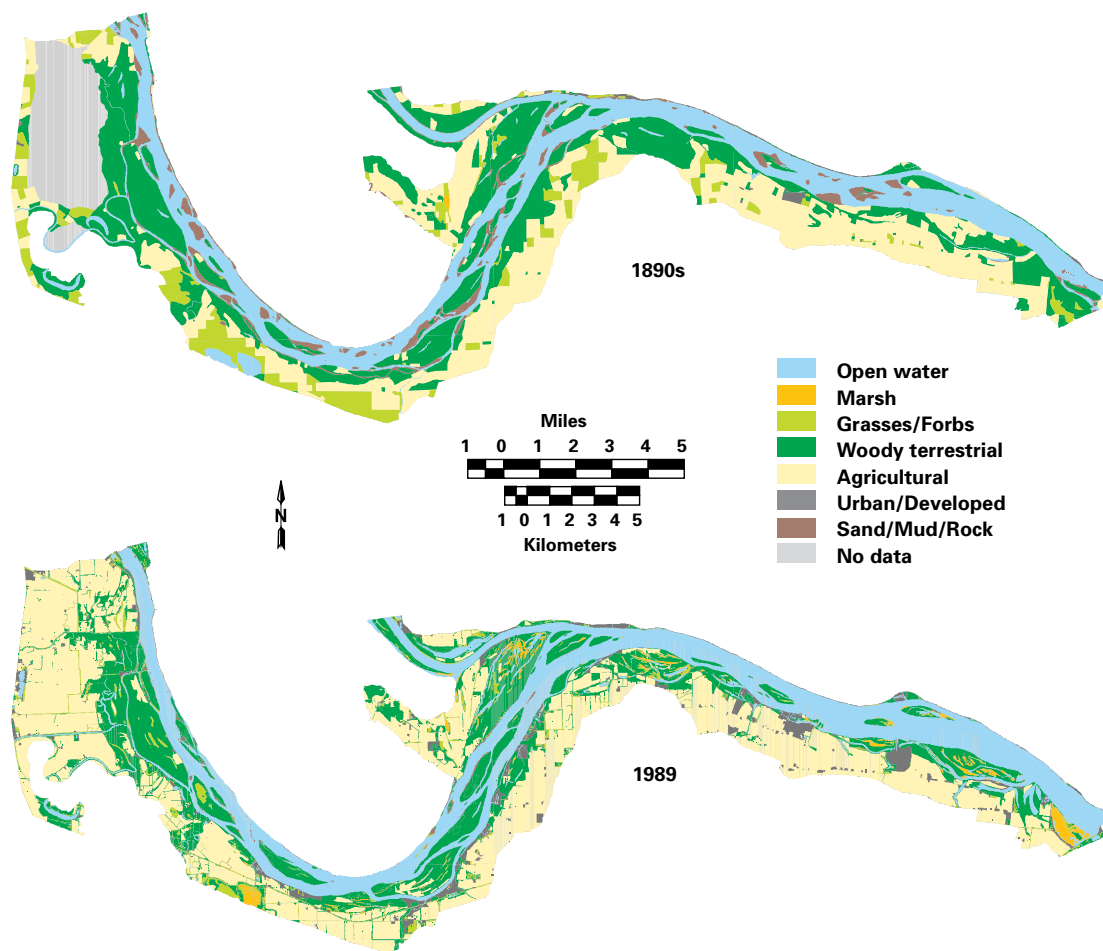 1890s
Open water
Marsh
Grasses/Forbs
Woody terrestrial
Agricultural
Urban/Developed
Sand/Mud/Rock
No data
Miles
1 0 1 2 3 4 5
1 0 1 2 3 4 5
Kilometers
N
1989